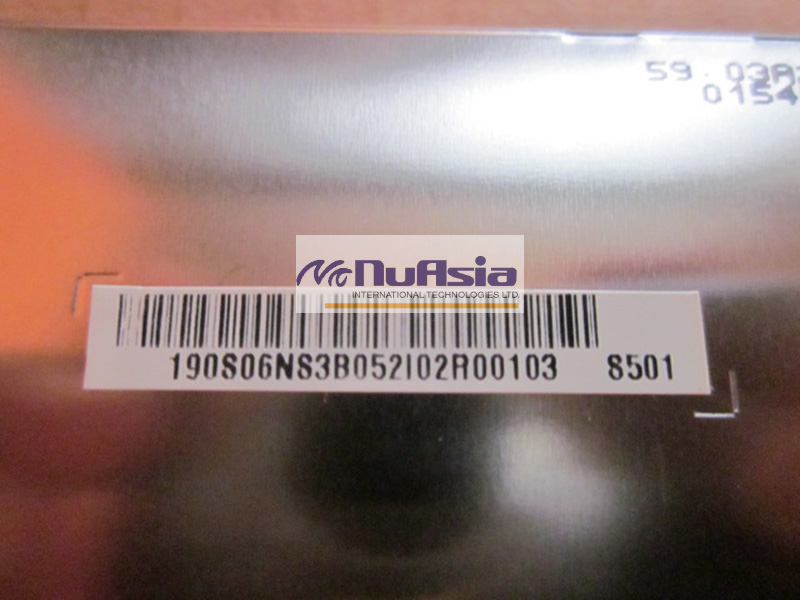 59.03A
0154
NuAsia
INTERNATIONAL TECHNOLOGIES LTD.
190S06NS3B052I02R00103 8501